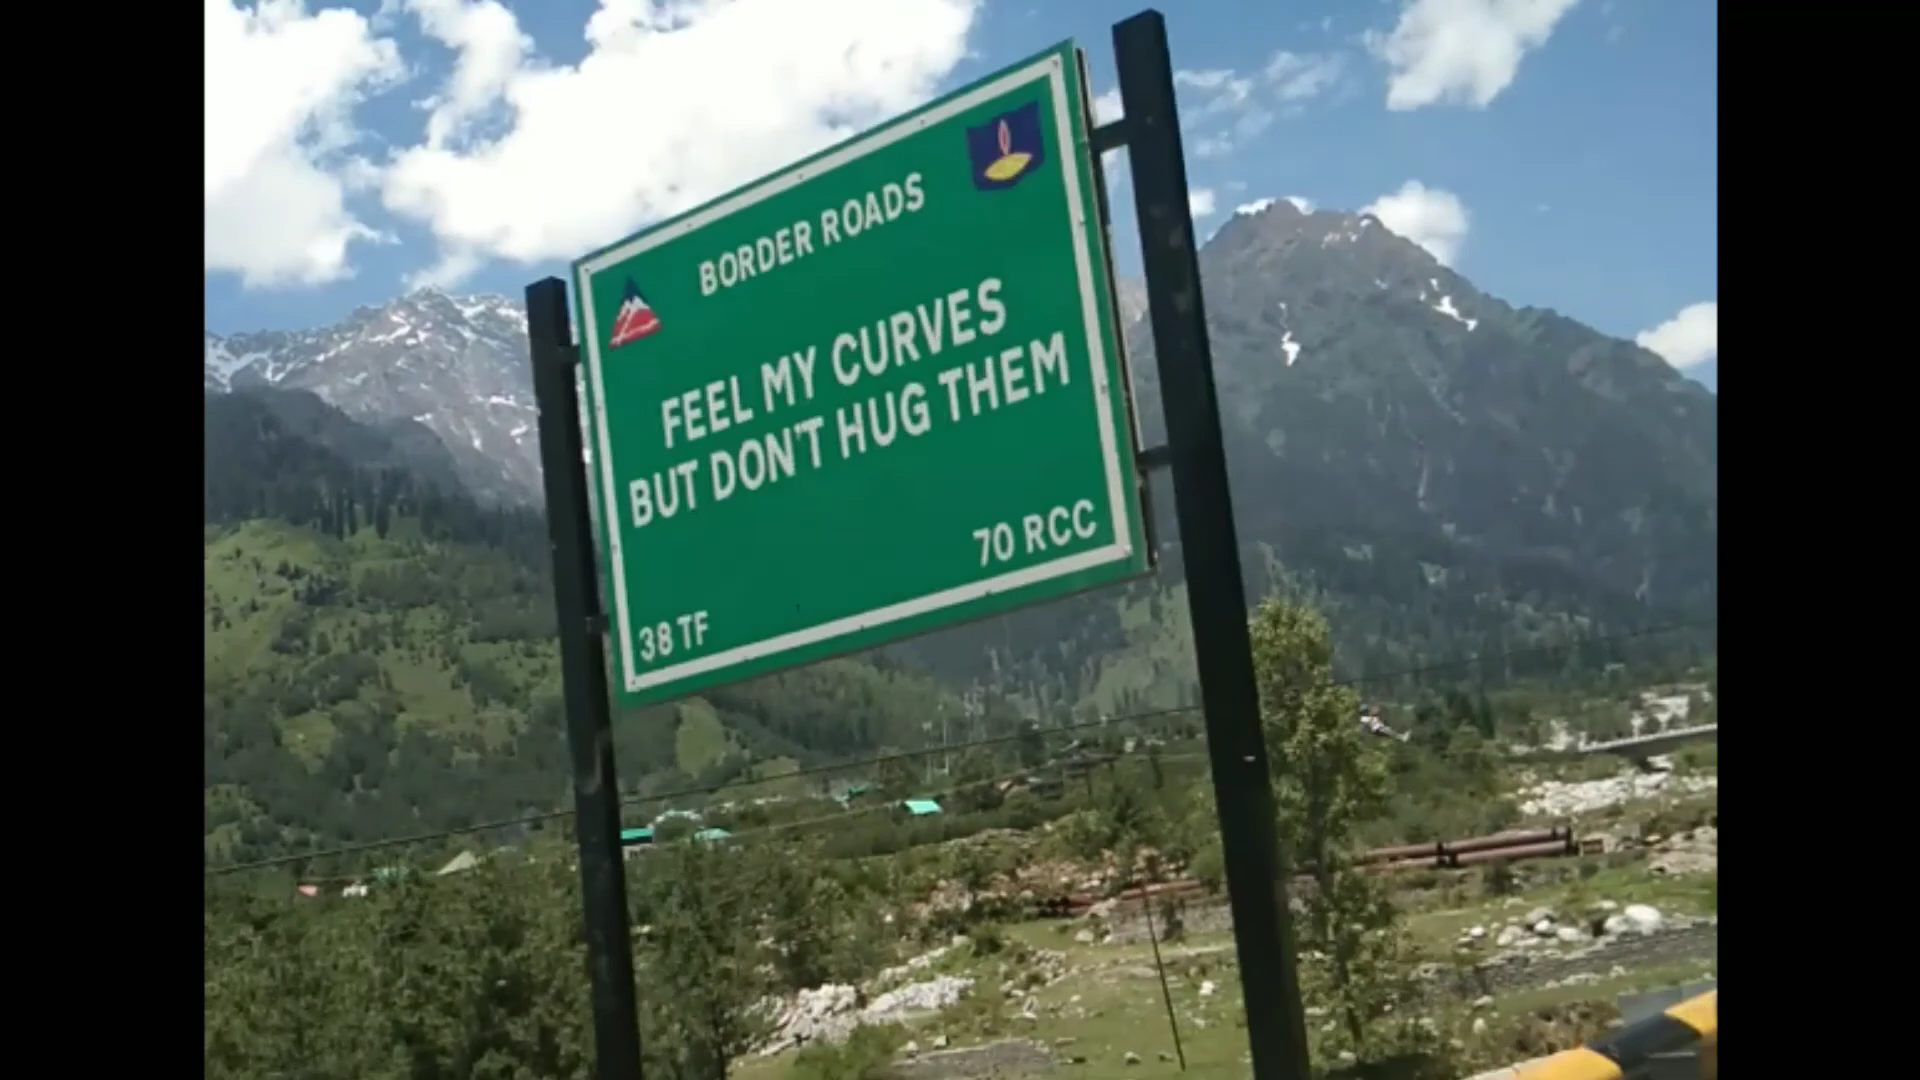 BORDER ROADS
FEEL MY CURVES
BUT DON'T HUG THEM
70 RCC
38 TF